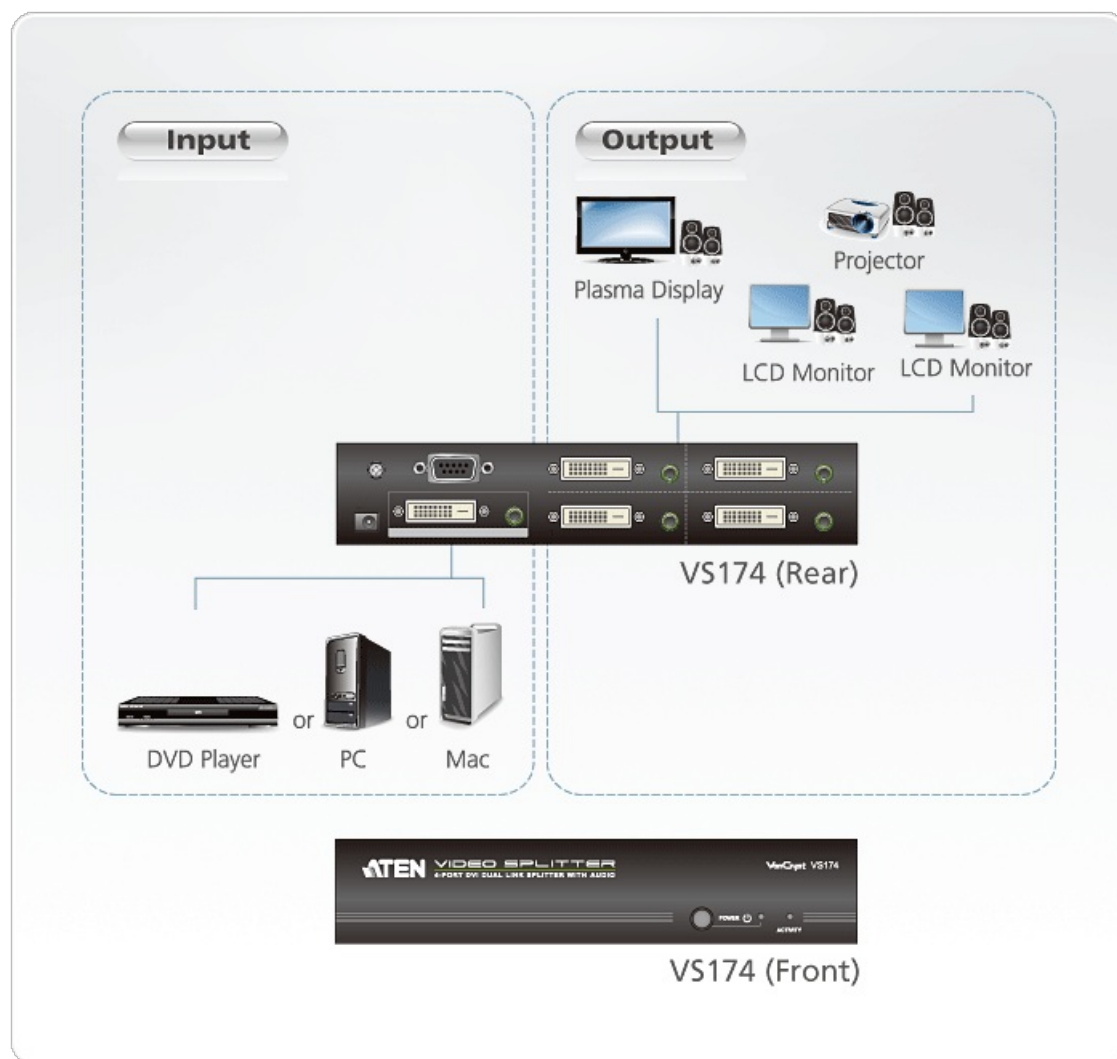 Input
Output
Plasma Display
Projector
LCD Monitor
LCD Monitor
VS174 (Rear)
or
or
DVD Player
PC
Mac
ATEN VIDEO SPLITTER
4-PORT DVI DUAL LINK SPLITTER WITH AUDIO
VanCryst VS174
POWER
ACTIVITY
VS174 (Front)